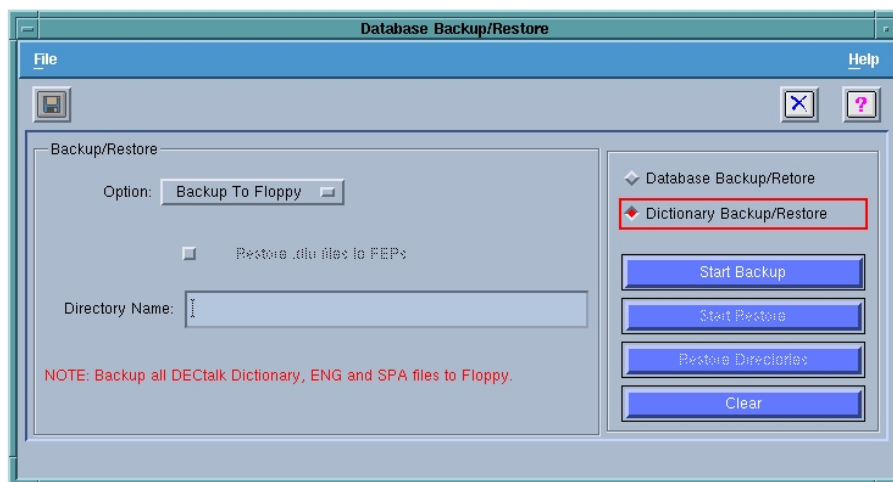 Database Backup/Restore
File
Help
?
Backup/Restore
Option: Backup To Floppy
Restore .dlu files to FEPs
Directory Name:
NOTE: Backup all DECtalk Dictionary, ENG and SPA files to Floppy.
Database Backup/Retore
Dictionary Backup/Restore
Start Backup
Start Restore
Restore Directories
Clear